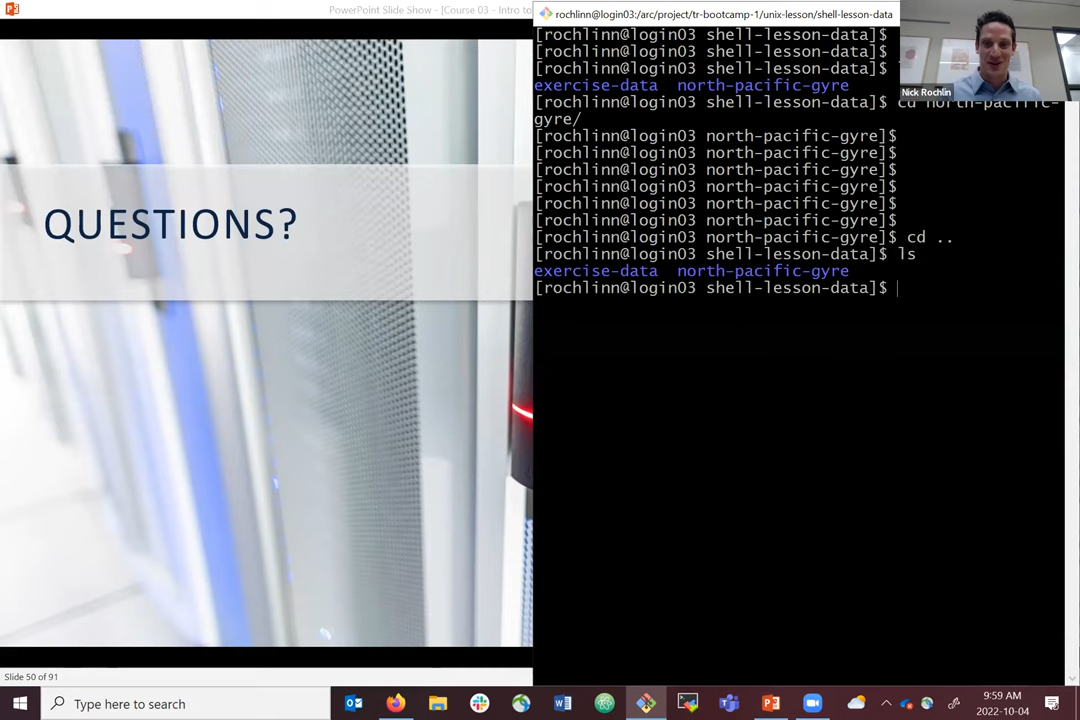 PowerPoint Slide Show - [Course 03 - Intro to
QUESTIONS?
Slide 50 of 91
rochlinn@login03:/arc/project/tr-bootcamp-1/unix-lesson/shell-lesson-data
[rochlinn@login03 shell-lesson-data]$
[rochlinn@login03 shell-lesson-data]$
[rochlinn@login03 shell-lesson-data]$
exercise-data north-pacific-gyre
[rochlinn@login03 shell-lesson-data]$ cd north-pacific-
gyre/
[rochlinn@login03 north-pacific-gyre]$
[rochlinn@login03 north-pacific-gyre]$
[rochlinn@login03 north-pacific-gyre]$
[rochlinn@login03 north-pacific-gyre]$
[rochlinn@login03 north-pacific-gyre]$
[rochlinn@login03 north-pacific-gyre]$
[rochlinn@login03 north-pacific-gyre]$ cd ..
[rochlinn@login03 shell-lesson-data]$ ls
exercise-data north-pacific-gyre
[rochlinn@login03 shell-lesson-data]$
Nick Rochlin
Type here to search
9:59 AM
2022-10-04